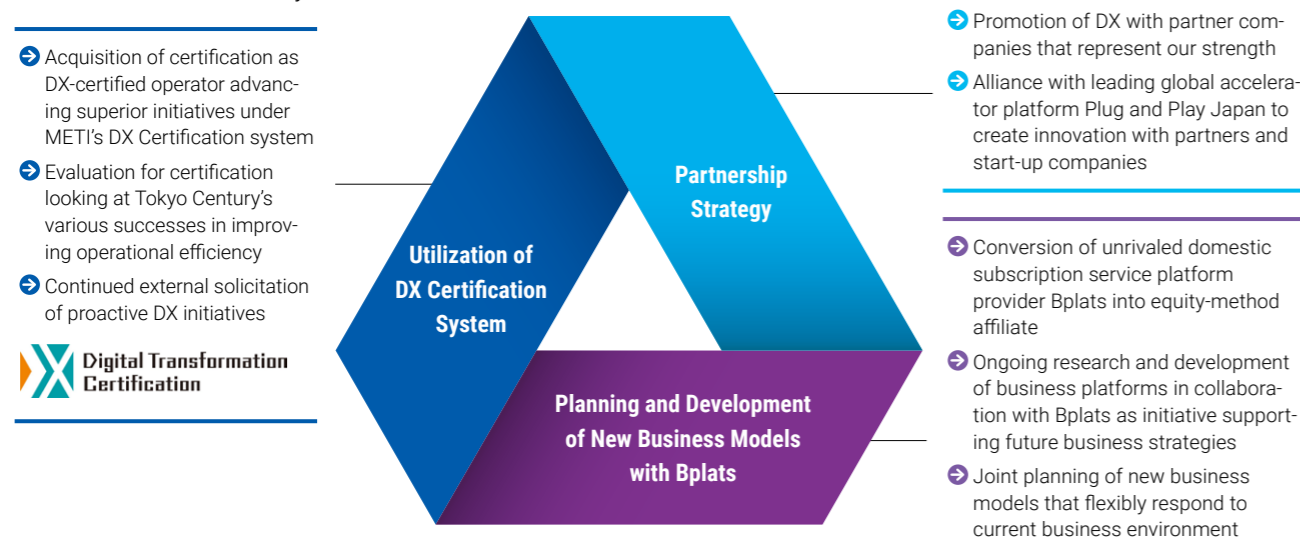 Acquisition of certification as
DX-certified operator advanc-
ing superior initiatives under
METI's DX Certification system
Evaluation for certification
looking at Tokyo Century's
various successes in improv-
ing operational efficiency
Continued external solicitation
of proactive DX initiatives
DX Digital Transformation
Certification
Utilization of
DX Certification
System
Partnership
Strategy
Planning and Development
of New Business Models
with Bplats
Promotion of DX with partner com-
panies that represent our strength
Alliance with leading global accelera-
tor platform Plug and Play Japan to
create innovation with partners and
start-up companies
Conversion of unrivaled domestic
subscription service platform
provider Bplats into equity-method
affiliate
Ongoing research and development
of business platforms in collabora-
tion with Bplats as initiative support-
ing future business strategies
Joint planning of new business
models that flexibly respond to
current business environment